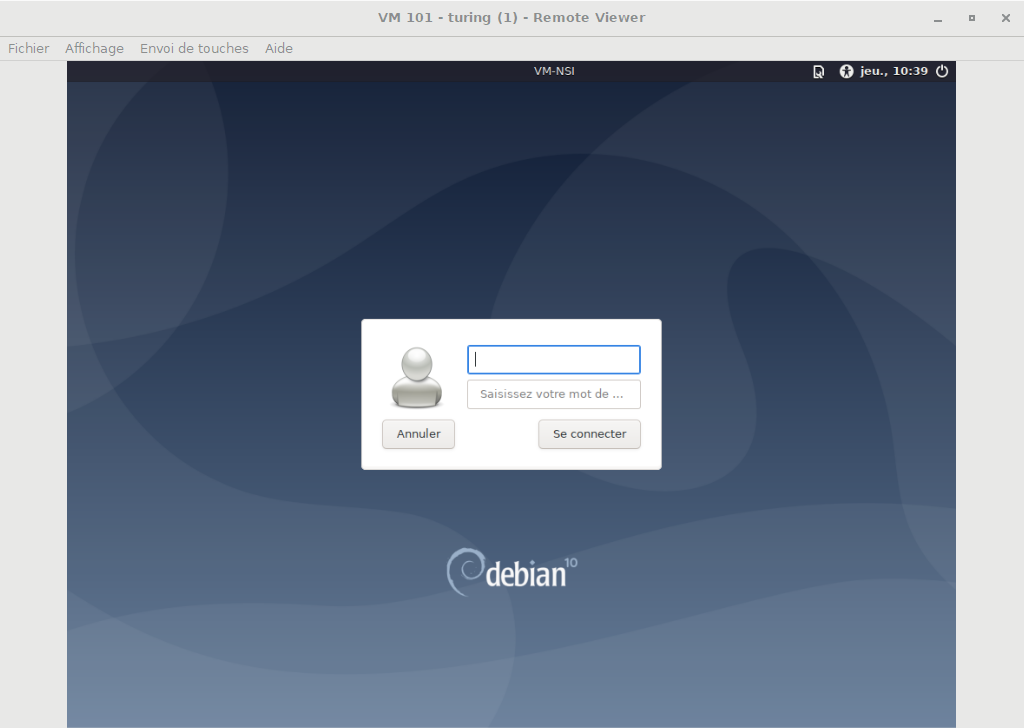 VM 101 - turing (1) - Remote Viewer
Fichier Affichage Envoi de touches Aide
VM-NSI jeu., 10:39
Saisissez votre mot de ...
Annuler Se connecter
debian 10